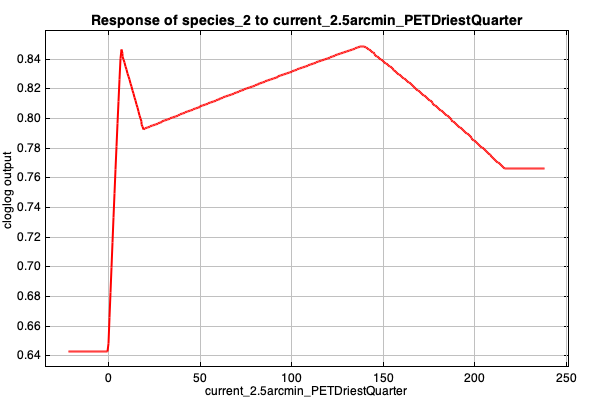 Response of species_2 to current_2.5arcmin_PETDriestQuarter
cloglog output
0.84
0.82
0.80
0.78
0.76
0.74
0.72
0.70
0.68
0.66
0.64
0 50 100 150 200 250
current_2.5arcmin_PETDriestQuarter